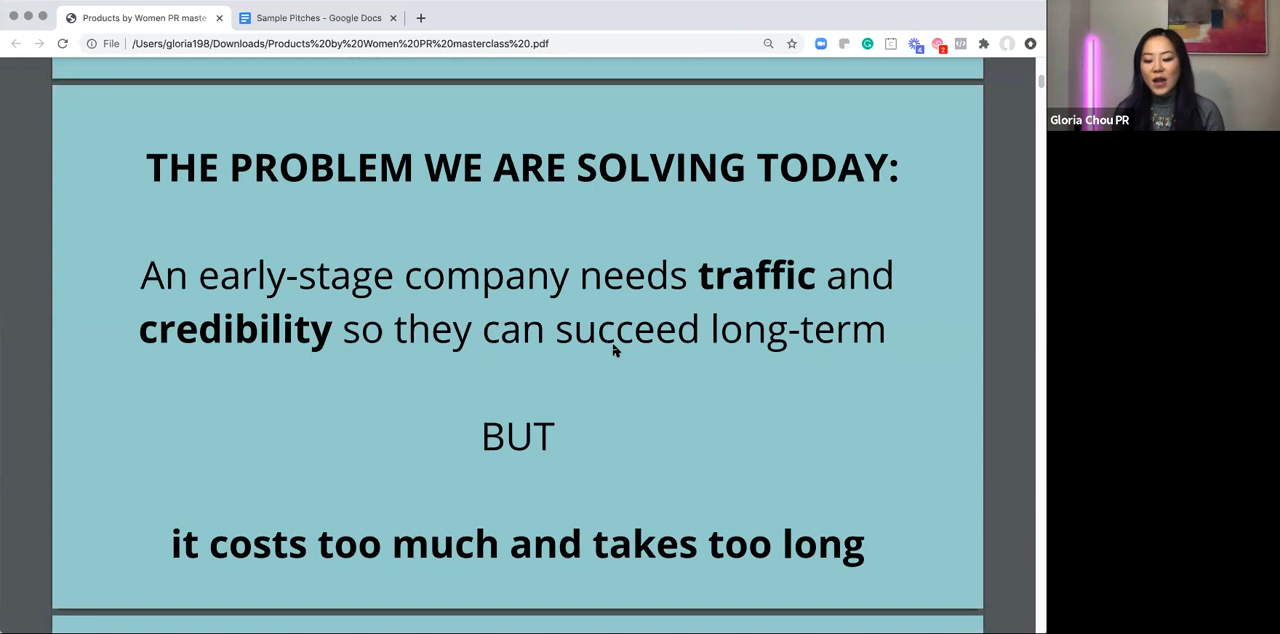 Products by Women PR maste
Sample Pitches - Google Docs
File
/Users/gloria198/Downloads/Products%20by%20Women%20PR%20masterclass%20.pdf
4
2
THE PROBLEM WE ARE SOLVING TODAY:
An early-stage company needs traffic and
credibility so they can succeed long-term
BUT
it costs too much and takes too long
Gloria Chou PR